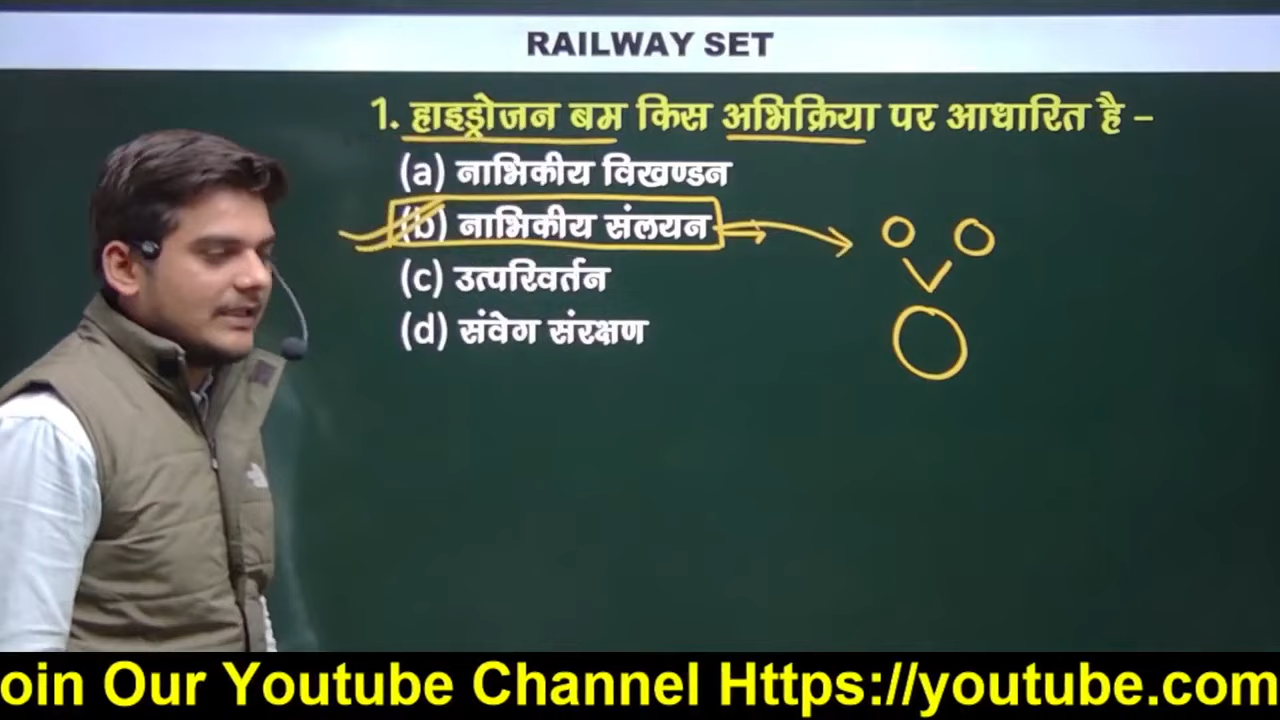 RAILWAY SET
1. हाइड्रोजन बम किस अभिक्रिया पर आधारित है –
(a) नाभिकीय विखण्डन
(b) नाभिकीय संलयन
(c) उत्परिवर्तन
(d) संवेग संरक्षण
oin Our Youtube Channel Https://youtube.com